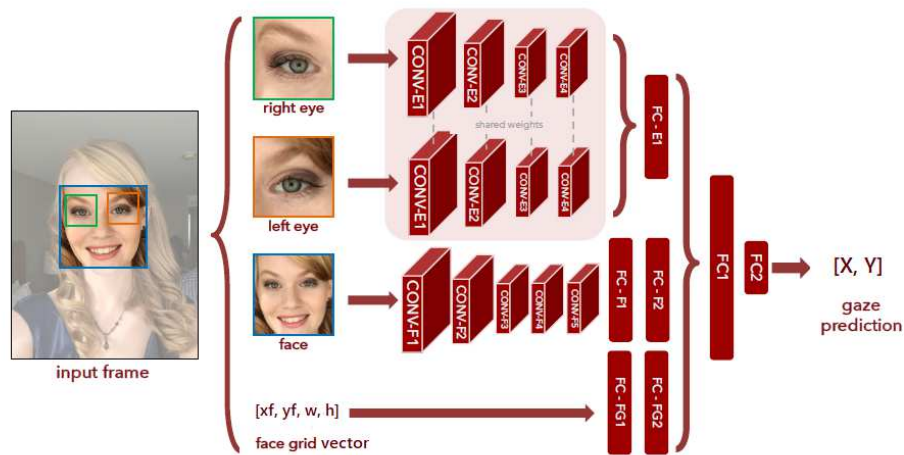 right eye
CONV-E1
CONV-E2
CONV-E3
CONV-E4
shared weights
left eye
CONV-E1
CONV-E2
CONV-E3
CONV-E4
FC - E1
input frame
face
CONV-F1
CONV-F2
CONV-F3
CONV-F4
CONV-F5
FC - F1
FC - F2
[xf, yf, w, h]
face grid vector
FC - FG1
FC - FG2
FC1
FC2
[X, Y]
gaze
prediction